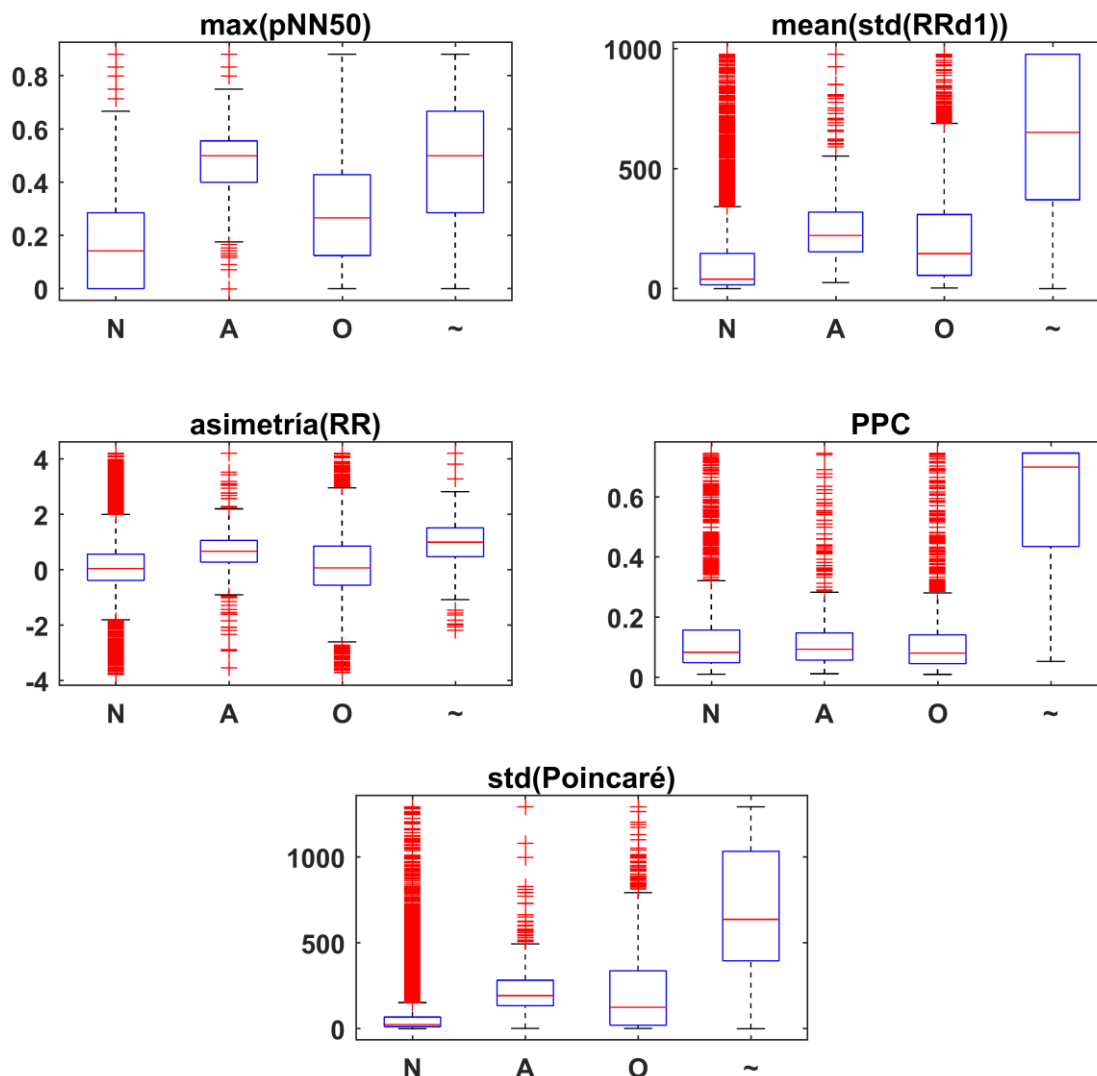 max(pNN50)
0.8
0.6
0.4
0.2
0
N A O ~
mean(std(RRd1))
1000
500
0
N A O ~
asimetría(RR)
4
2
0
-2
-4
N A O ~
PPC
0.6
0.4
0.2
0
N A O ~
std(Poincaré)
1000
500
0
N A O ~